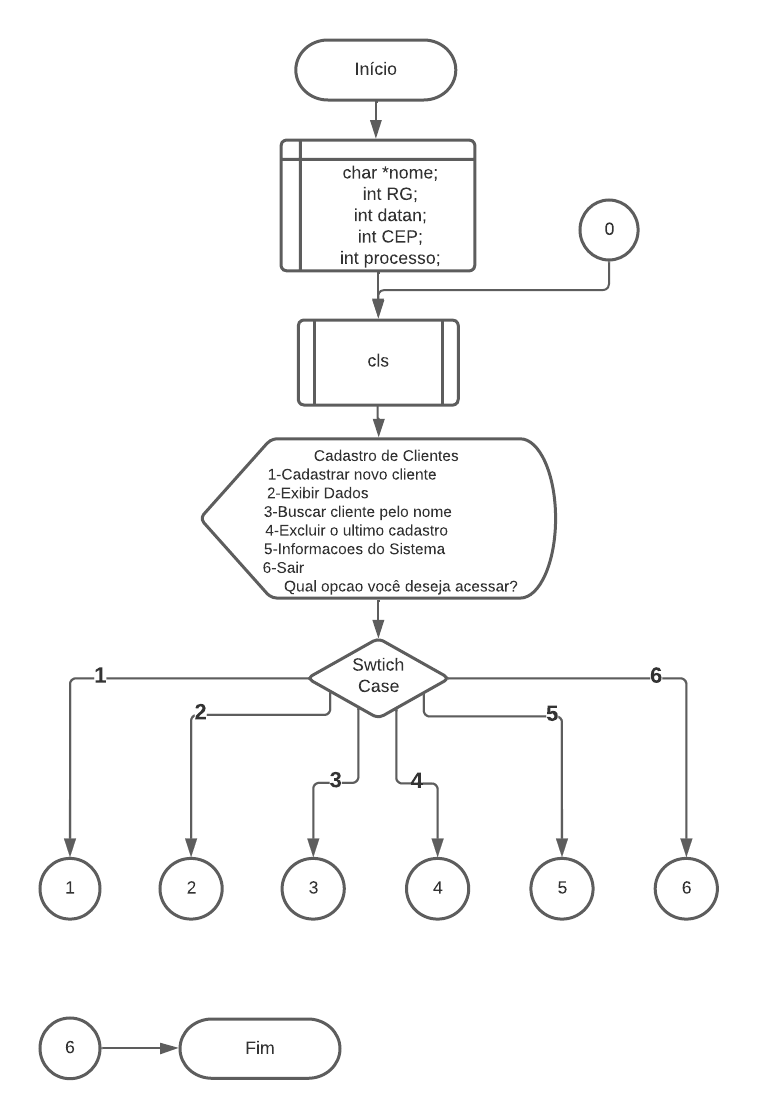 Início
char *nome;
int RG;
int datan;
int CEP;
int processo;
0
cls
Cadastro de Clientes
1-Cadastrar novo cliente
2-Exibir Dados
3-Buscar cliente pelo nome
4-Excluir o ultimo cadastro
5-Informacoes do Sistema
6-Sair
Qual opcao você deseja acessar?
Swtich
Case
1
2
3
4
5
6
1
2
3
4
5
6
6
Fim